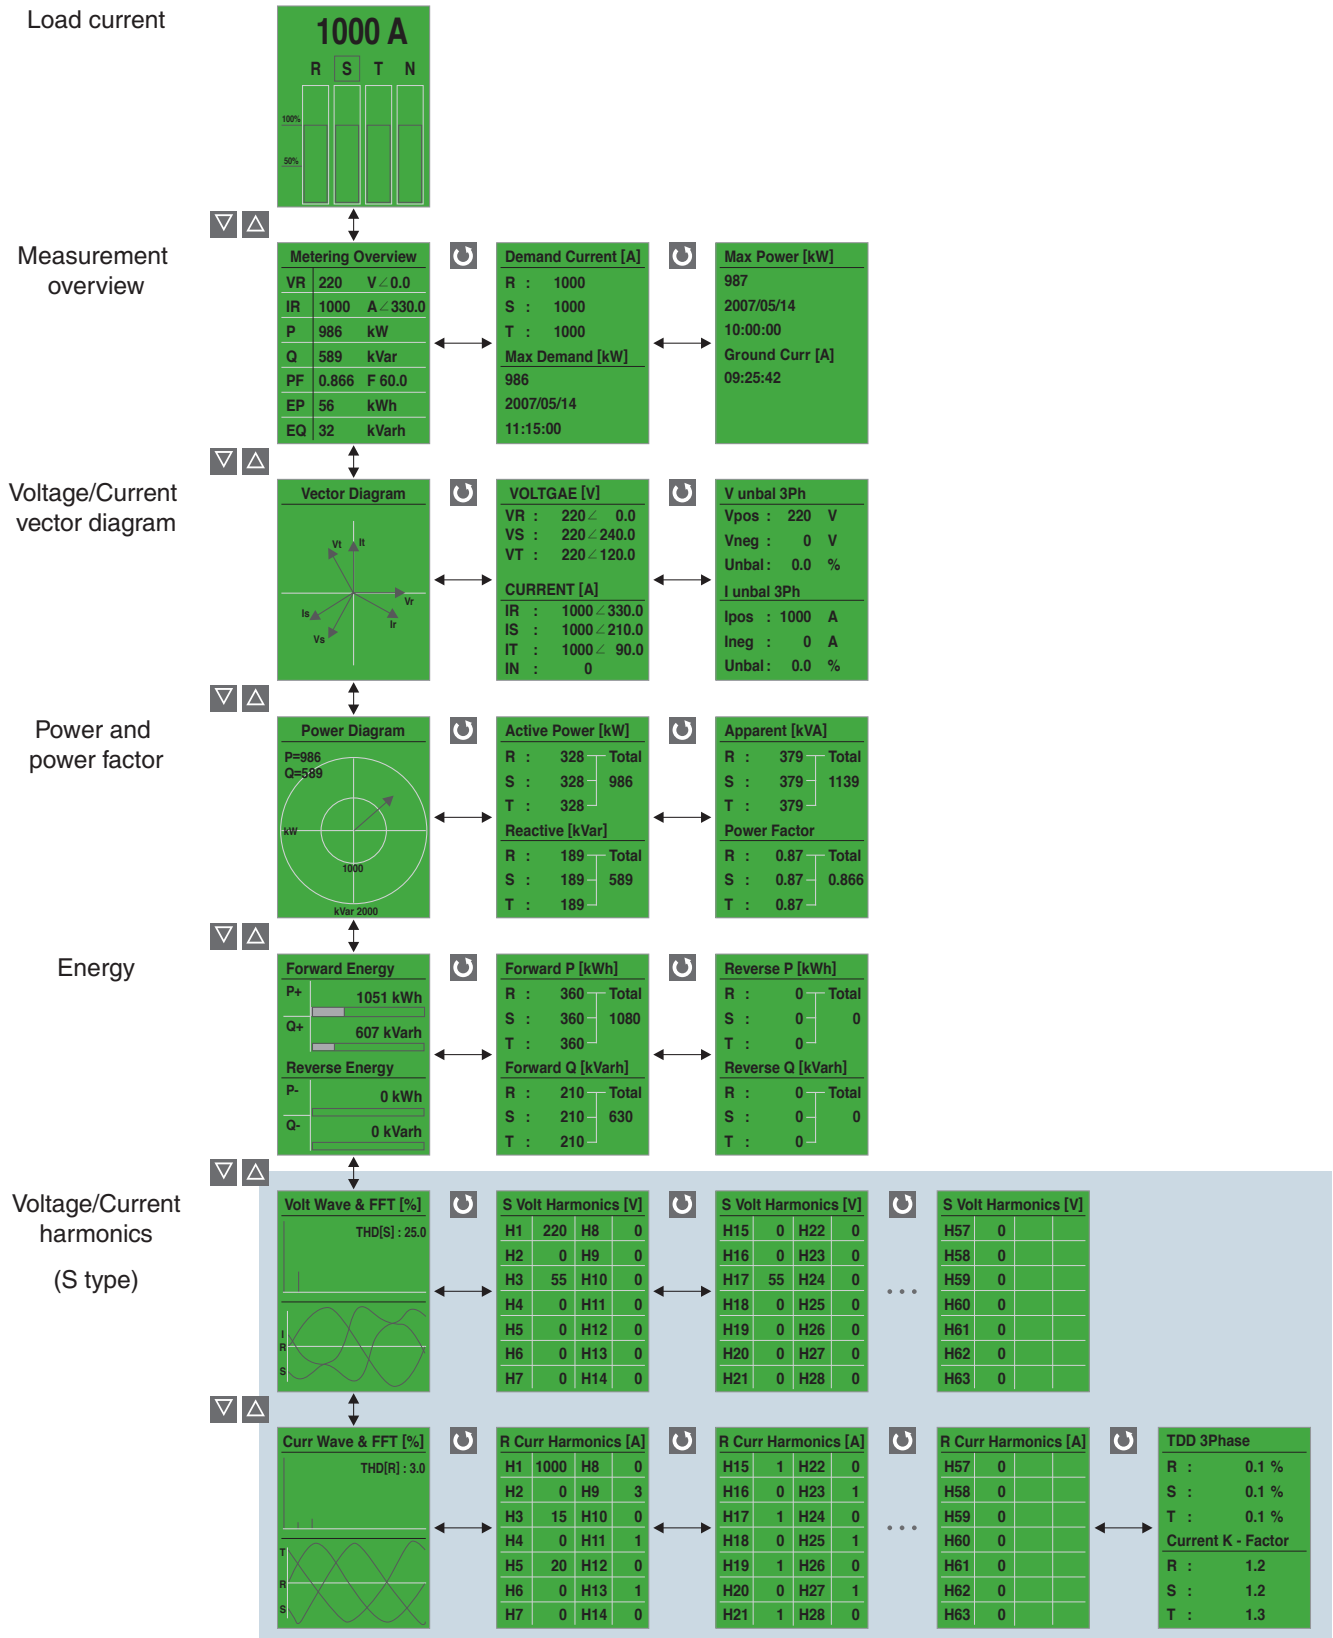 Load current
1000 A
R S T N
100%
50%
Measurement
overview
Metering Overview
VR 220 V∠0.0
IR 1000 A∠330.0
P 986 kW
Q 589 kVar
PF 0.866 F 60.0
EP 56 kWh
EQ 32 kVarh
Demand Current [A]
R : 1000
S : 1000
T : 1000
Max Demand [kW]
986
2007/05/14
11:15:00
Max Power [kW]
987
2007/05/14
10:00:00
Ground Curr [A]
09:25:42
Voltage/Current
vector diagram
Vector Diagram
Vt It
Vr
Is
Ir
Vs
VOLTGAE [V]
VR : 220∠ 0.0
VS : 220∠240.0
VT : 220∠120.0
CURRENT [A]
IR : 1000∠330.0
IS : 1000∠210.0
IT : 1000∠ 90.0
IN : 0
V unbal 3Ph
Vpos : 220 V
Vneg : 0 V
Unbal : 0.0 %
I unbal 3Ph
Ipos : 1000 A
Ineg : 0 A
Unbal : 0.0 %
Power and
power factor
Power Diagram
P=986
Q=589
kW
1000
kVar 2000
Active Power [kW]
R : 328 Total
S : 328 986
T : 328
Reactive [kVar]
R : 189 Total
S : 189 589
T : 189
Apparent [kVA]
R : 379 Total
S : 379 1139
T : 379
Power Factor
R : 0.87 Total
S : 0.87 0.866
T : 0.87
Energy
Forward Energy
P+ 1051 kWh
Q+ 607 kVarh
Reverse Energy
P- 0 kWh
Q- 0 kVarh
Forward P [kWh]
R : 360 Total
S : 360 1080
T : 360
Forward Q [kVarh]
R : 210 Total
S : 210 630
T : 210
Reverse P [kWh]
R : 0 Total
S : 0 0
T : 0
Reverse Q [kVarh]
R : 0 Total
S : 0 0
T : 0
Voltage/Current
harmonics
(S type)
Volt Wave & FFT [%]
THD[S] : 25.0
I
R
S
S Volt Harmonics [V]
H1 220 H8 0
H2 0 H9 0
H3 55 H10 0
H4 0 H11 0
H5 0 H12 0
H6 0 H13 0
H7 0 H14 0
S Volt Harmonics [V]
H15 0 H22 0
H16 0 H23 0
H17 55 H24 0
H18 0 H25 0
H19 0 H26 0
H20 0 H27 0
H21 0 H28 0
• • •
S Volt Harmonics [V]
H57 0
H58 0
H59 0
H60 0
H61 0
H62 0
H63 0
Curr Wave & FFT [%]
THD[R] : 3.0
T
R
S
R Curr Harmonics [A]
H1 1000 H8 0
H2 0 H9 3
H3 15 H10 0
H4 0 H11 1
H5 20 H12 0
H6 0 H13 1
H7 0 H14 0
R Curr Harmonics [A]
H15 1 H22 0
H16 0 H23 1
H17 1 H24 0
H18 0 H25 1
H19 1 H26 0
H20 0 H27 1
H21 1 H28 0
• • •
R Curr Harmonics [A]
H57 0
H58 0
H59 0
H60 0
H61 0
H62 0
H63 0
TDD 3Phase
R : 0.1 %
S : 0.1 %
T : 0.1 %
Current K - Factor
R : 1.2
S : 1.2
T : 1.3